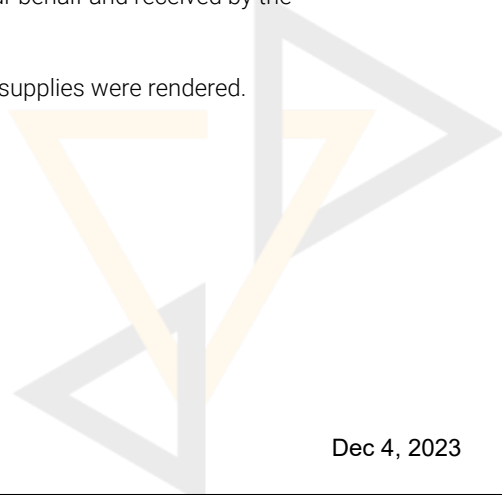 behalf and received by the
supplies were rendered.
Dec 4, 2023